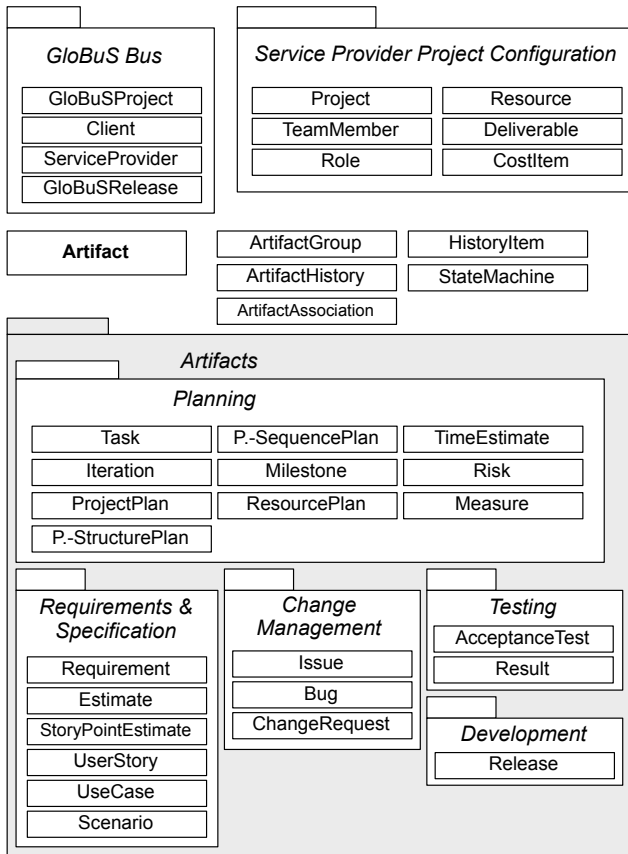 GloBuS Bus
GloBuSProject
Client
ServiceProvider
GloBuSRelease
Service Provider Project Configuration
Project
Resource
TeamMember
Deliverable
Role
CostItem
Artifact
ArtifactGroup
HistoryItem
ArtifactHistory
StateMachine
ArtifactAssociation
Artifacts
Planning
Task
P.-SequencePlan
TimeEstimate
Iteration
Milestone
Risk
ProjectPlan
ResourcePlan
Measure
P.-StructurePlan
Requirements &
Specification
Requirement
Estimate
StoryPointEstimate
UserStory
UseCase
Scenario
Change
Management
Issue
Bug
ChangeRequest
Testing
AcceptanceTest
Result
Development
Release